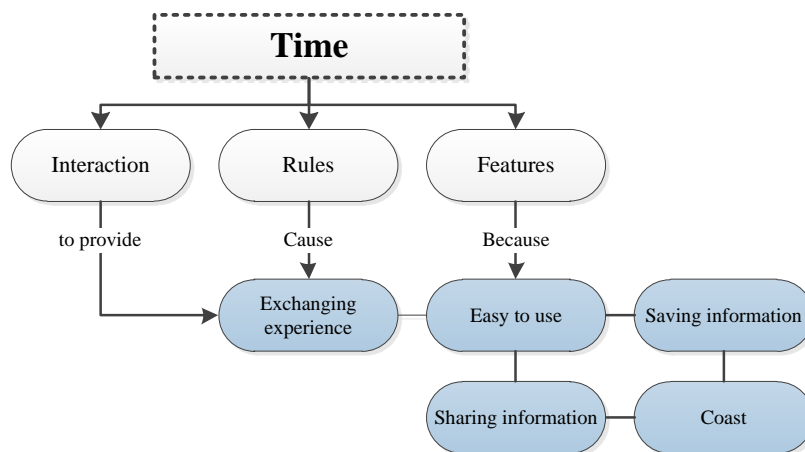 Time
Interaction
Rules
Features
to provide
Cause
Because
Exchanging
experience
Easy to use
Saving information
Sharing information
Coast